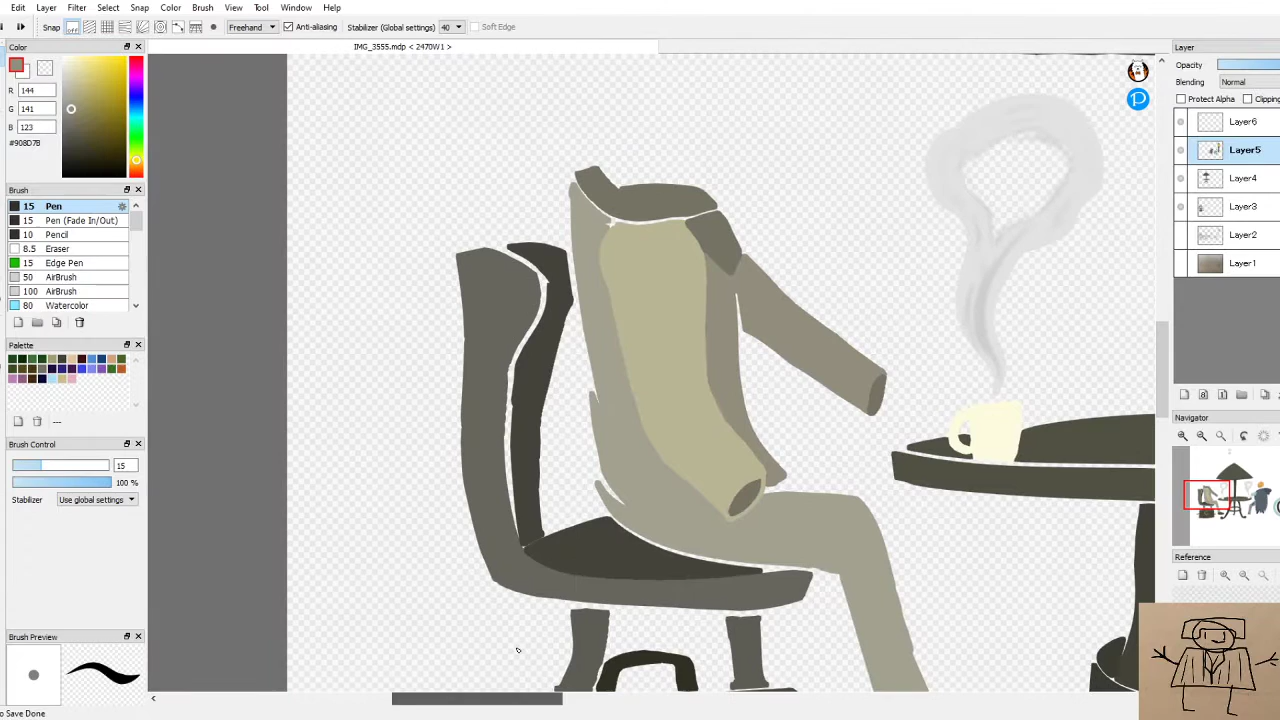 Edit Layer Filter Select Snap Color Brush View Tool Window Help
Snap off Freehand Anti-aliasing Stabilizer (Global settings) 40 Soft Edge
Color
IMG_3555.mdp < 2470W1 >
Layer
R 144
G 141
B 123
#908D7B
Opacity
Blending Normal
Protect Alpha Clipping
Layer6
Layer5
Layer4
Layer3
Layer2
Layer1
Brush
15 Pen
15 Pen (Fade In/Out)
10 Pencil
8.5 Eraser
15 Edge Pen
50 AirBrush
100 AirBrush
80 Watercolor
Palette
---
Brush Control
15
100 %
Stabilizer Use global settings
Navigator
Reference
Brush Preview
o Save Done